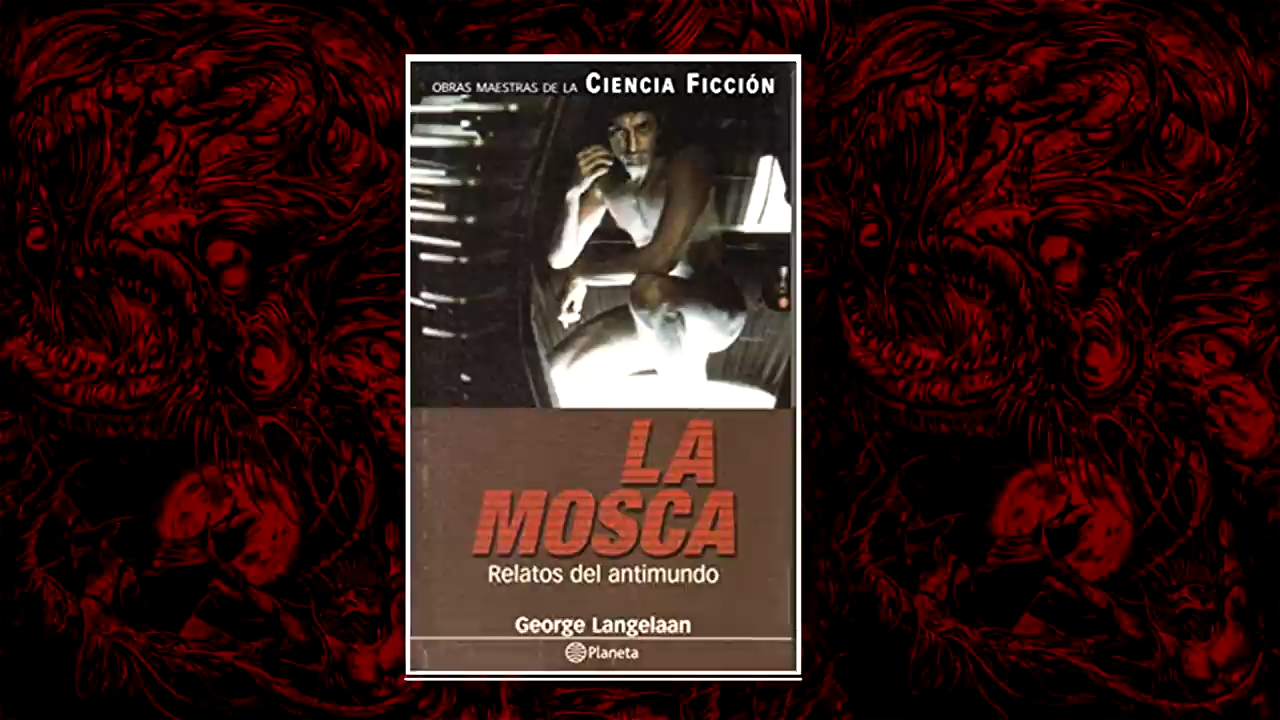 OBRAS MAESTRAS DE LA CIENCIA FICCIÓN
LA
MOSCA
Relatos del antimundo
George Langelaan
Planeta